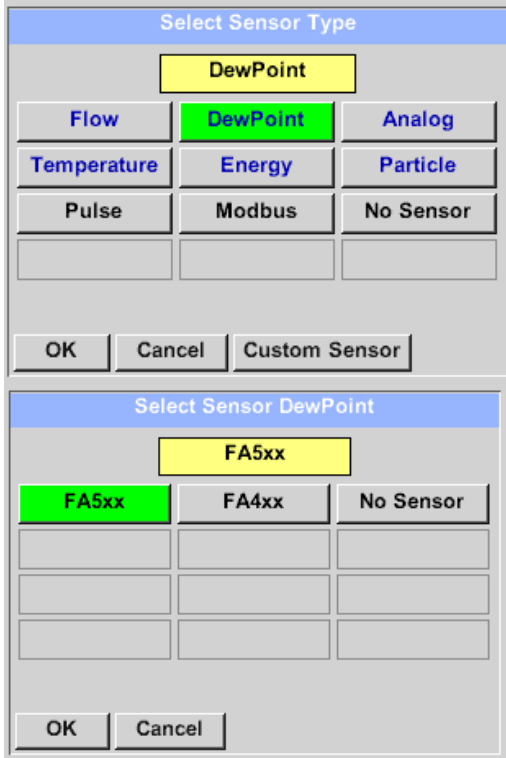 Select Sensor Type
DewPoint
Flow DewPoint Analog
Temperature Energy Particle
Pulse Modbus No Sensor
OK Cancel Custom Sensor
Select Sensor DewPoint
FA5xx
FA5xx FA4xx No Sensor
OK Cancel